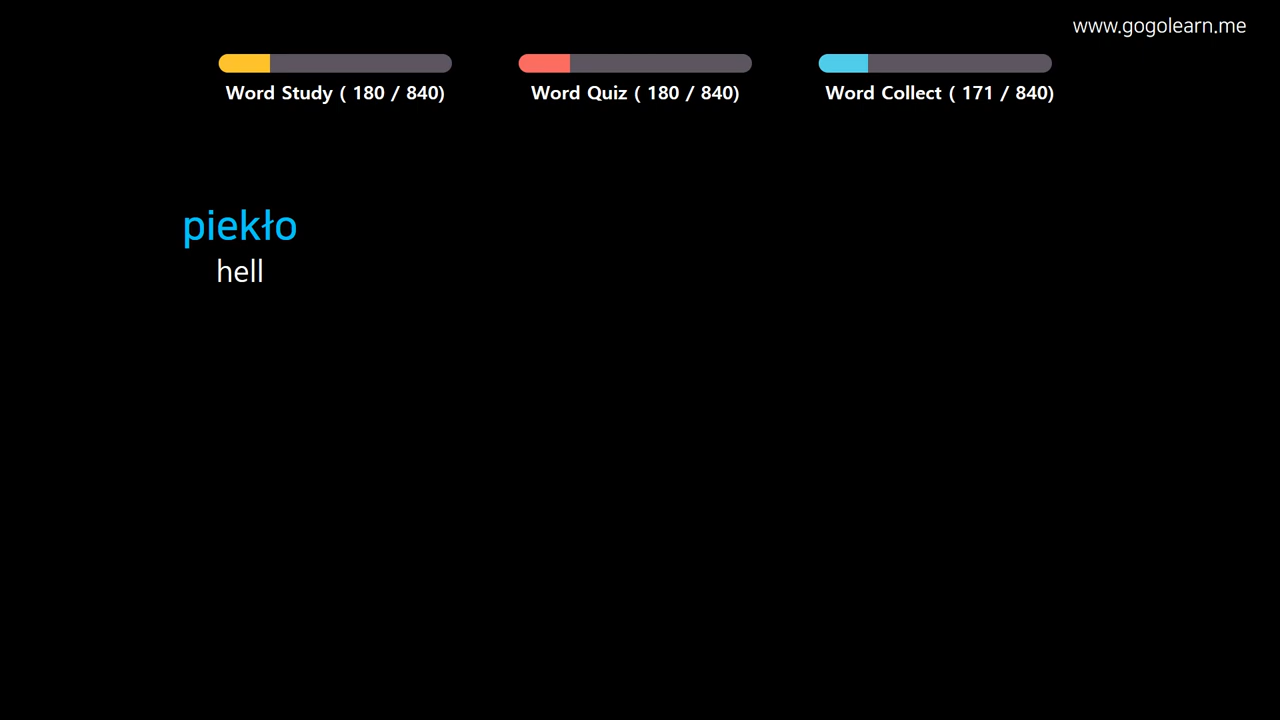 www.gogolearn.me
Word Study ( 180 / 840)
Word Quiz ( 180 / 840)
Word Collect ( 171 / 840)
piekło
hell